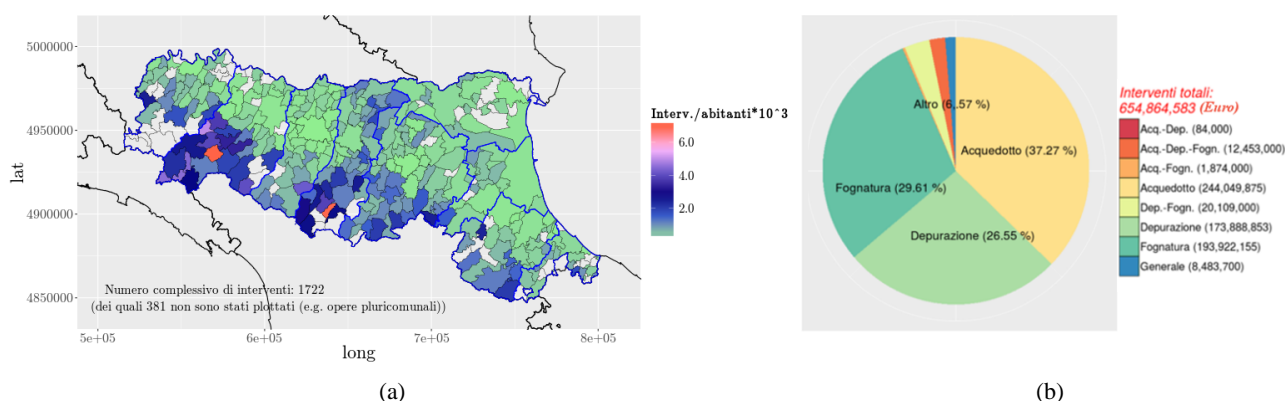 5000000
4950000
4900000
4850000
lat
Numero complessivo di interventi: 1722
(dei quali 381 non sono stati plottati (e.g. opere pluricomunali))
5e+05 6e+05 7e+05 8e+05
long
Interv./abitanti*10^3
6.0
4.0
2.0
(a)
Altro (6,.57 %)
Acquedotto (37.27 %)
Fognatura (29.61 %)
Depurazione (26.55 %)
Interventi totali:
654,864,583 (Euro)
Acq.-Dep. (84,000)
Acq.-Dep.-Fogn. (12,453,000)
Acq.-Fogn. (1,874,000)
Acquedotto (244,049,875)
Dep.-Fogn. (20,109,000)
Depurazione (173,888,853)
Fognatura (193,922,155)
Generale (8,483,700)
(b)